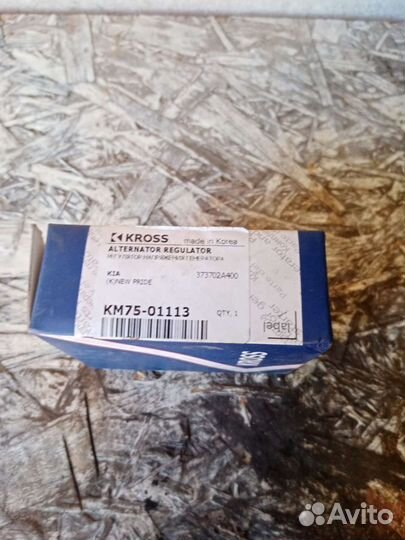 KROSS made in Korea
ALTERNATOR REGULATOR
РЕГУЛЯТОР НАПРЯЖЕНИЯ ГЕНЕРАТОРА
KIA 373702A400
(K)NEW PRIDE
KM75-01113 QTY. 1
label
KROSS
Avito